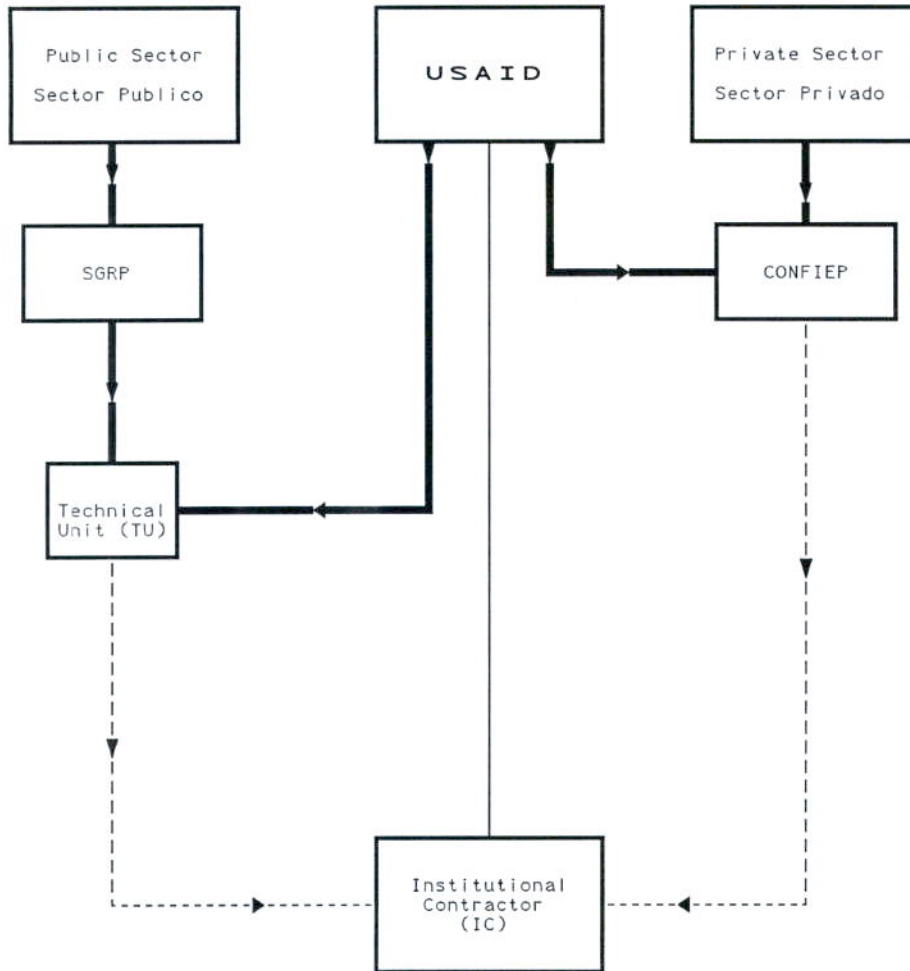 Public Sector
Sector Publico
USAID
Private Sector
Sector Privado
SGRP
CONFIEP
Technical
Unit (TU)
Institutional
Contractor
(IC)